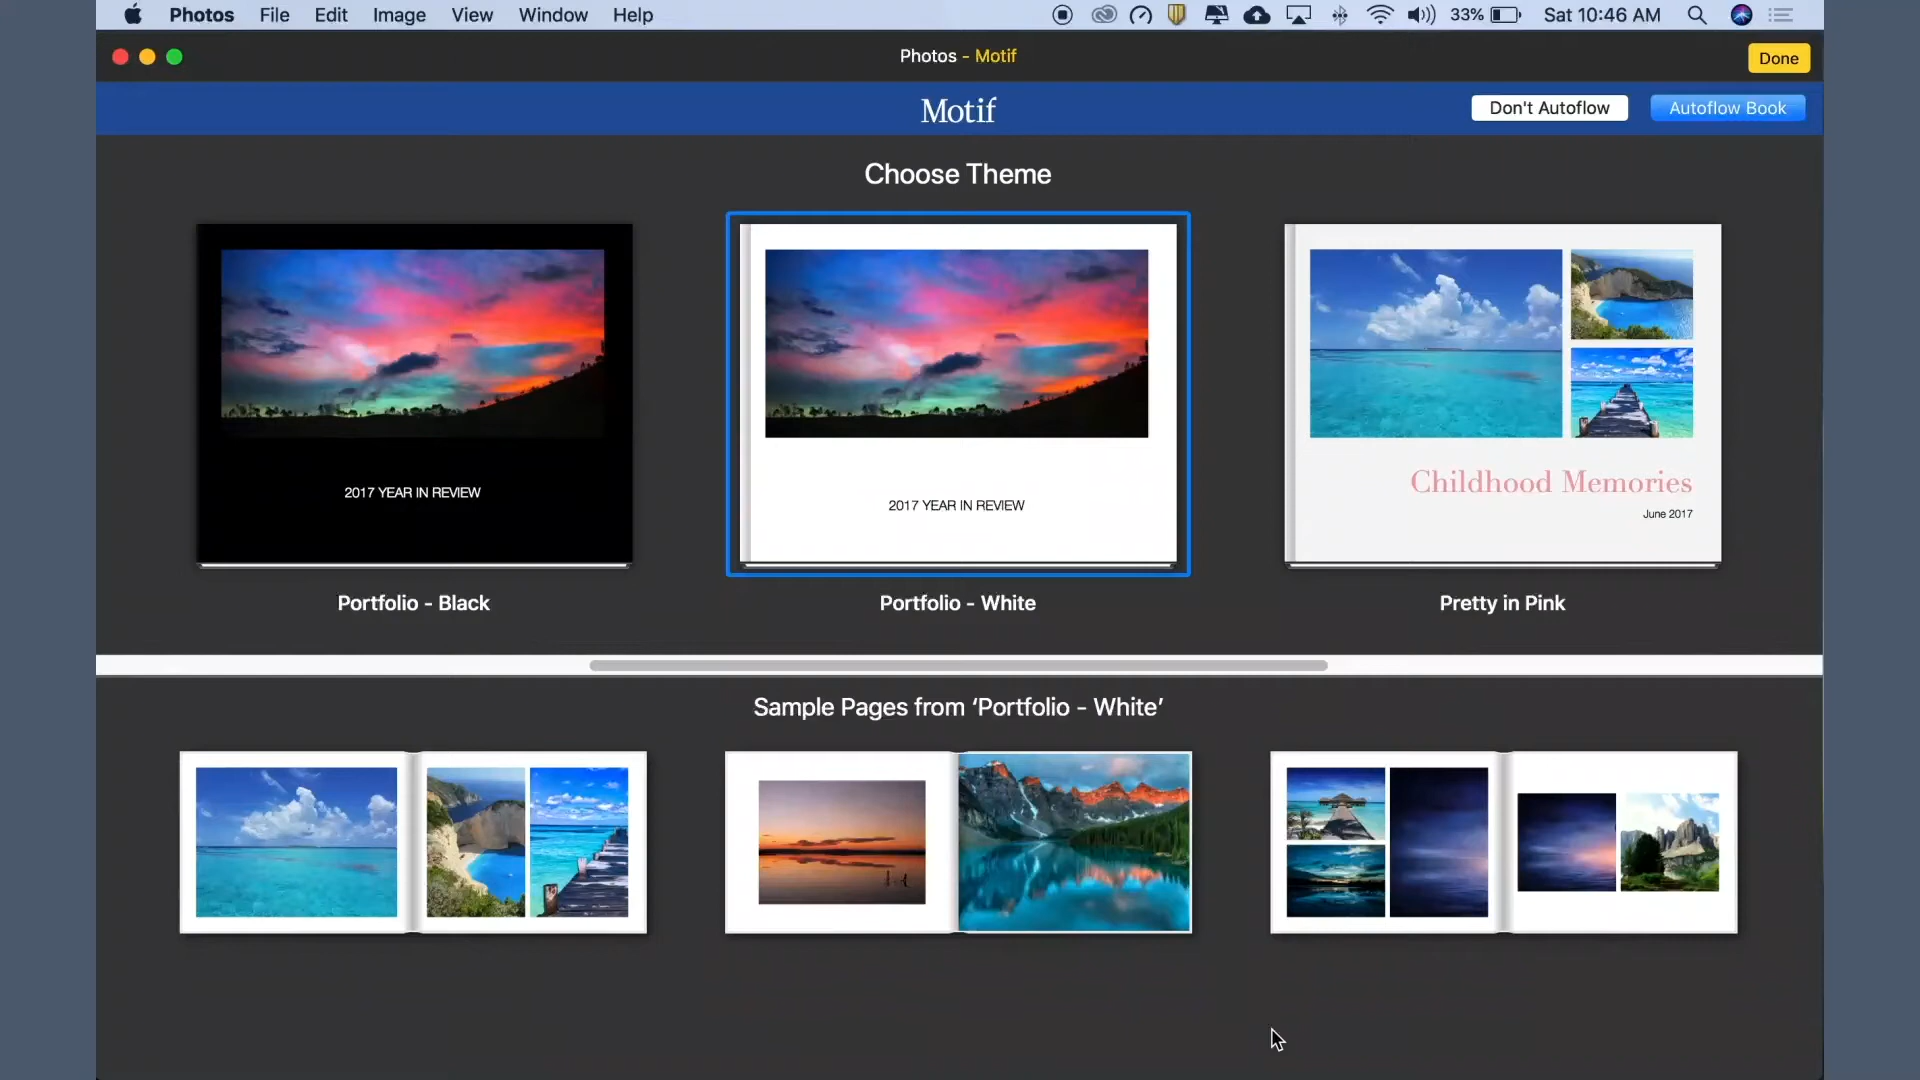 Photos File Edit Image View Window Help 33% Sat 10:46 AM
Photos - Motif
Done
Motif
Don't Autoflow
Autoflow Book
Choose Theme
2017 YEAR IN REVIEW
2017 YEAR IN REVIEW
Childhood Memories
June 2017
Portfolio - Black
Portfolio - White
Pretty in Pink
Sample Pages from ‘Portfolio - White’